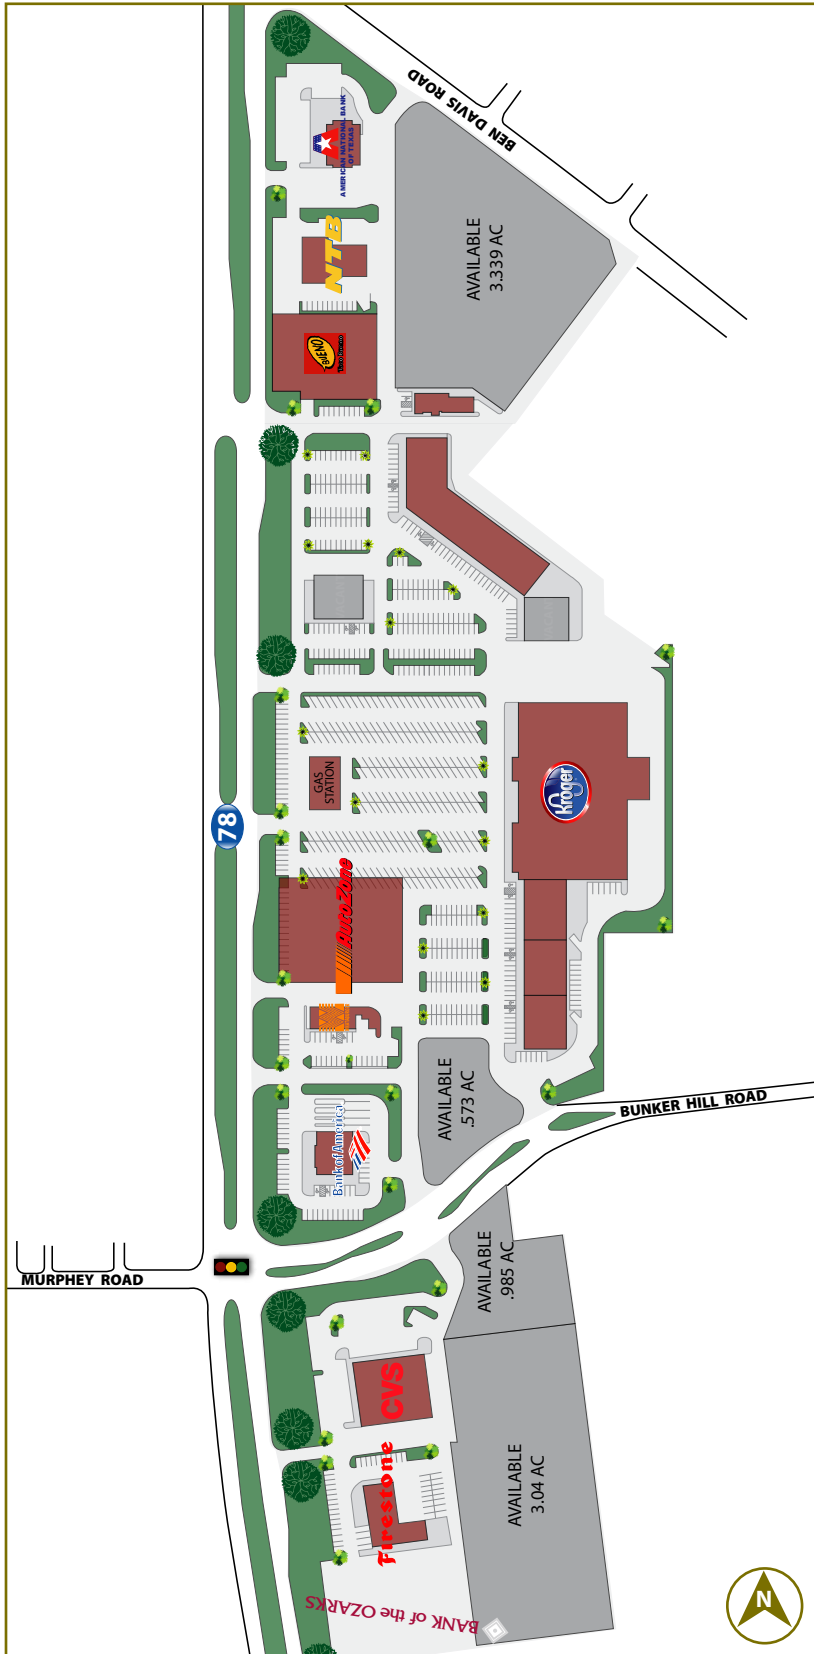 BEN DAVIS ROAD
AMERICAN NATIONAL BANK
OF TEXAS
AVAILABLE
3.339 AC
NTB
BUENO
TACO BUENO
GAS
STATION
Kroger
78
AutoZone
W
AVAILABLE
.573 AC
BUNKER HILL ROAD
Bank of America
MURPHEY ROAD
AVAILABLE
.985 AC
CVS
Firestone
AVAILABLE
3.04 AC
BANK of the OZARKS
N